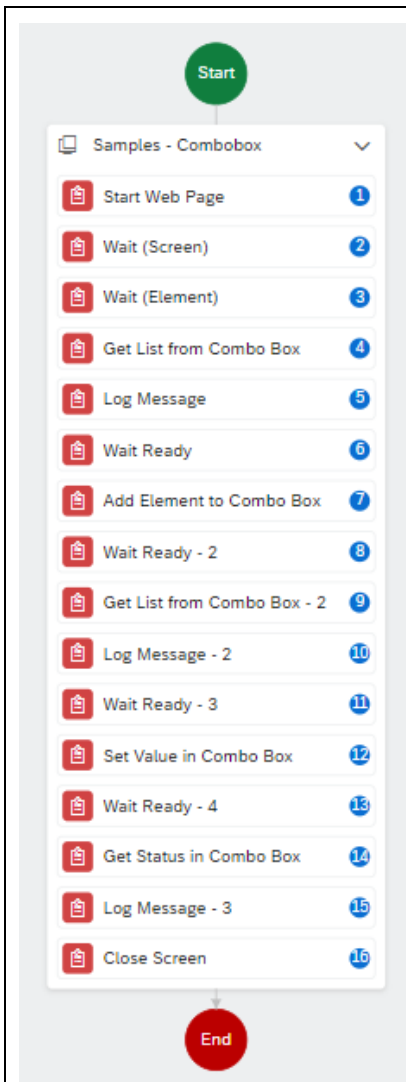 Start
Samples - Combobox
Start Web Page 1
Wait (Screen) 2
Wait (Element) 3
Get List from Combo Box 4
Log Message 5
Wait Ready 6
Add Element to Combo Box 7
Wait Ready - 2 8
Get List from Combo Box - 2 9
Log Message - 2 10
Wait Ready - 3 11
Set Value in Combo Box 12
Wait Ready - 4 13
Get Status in Combo Box 14
Log Message - 3 15
Close Screen 16
End